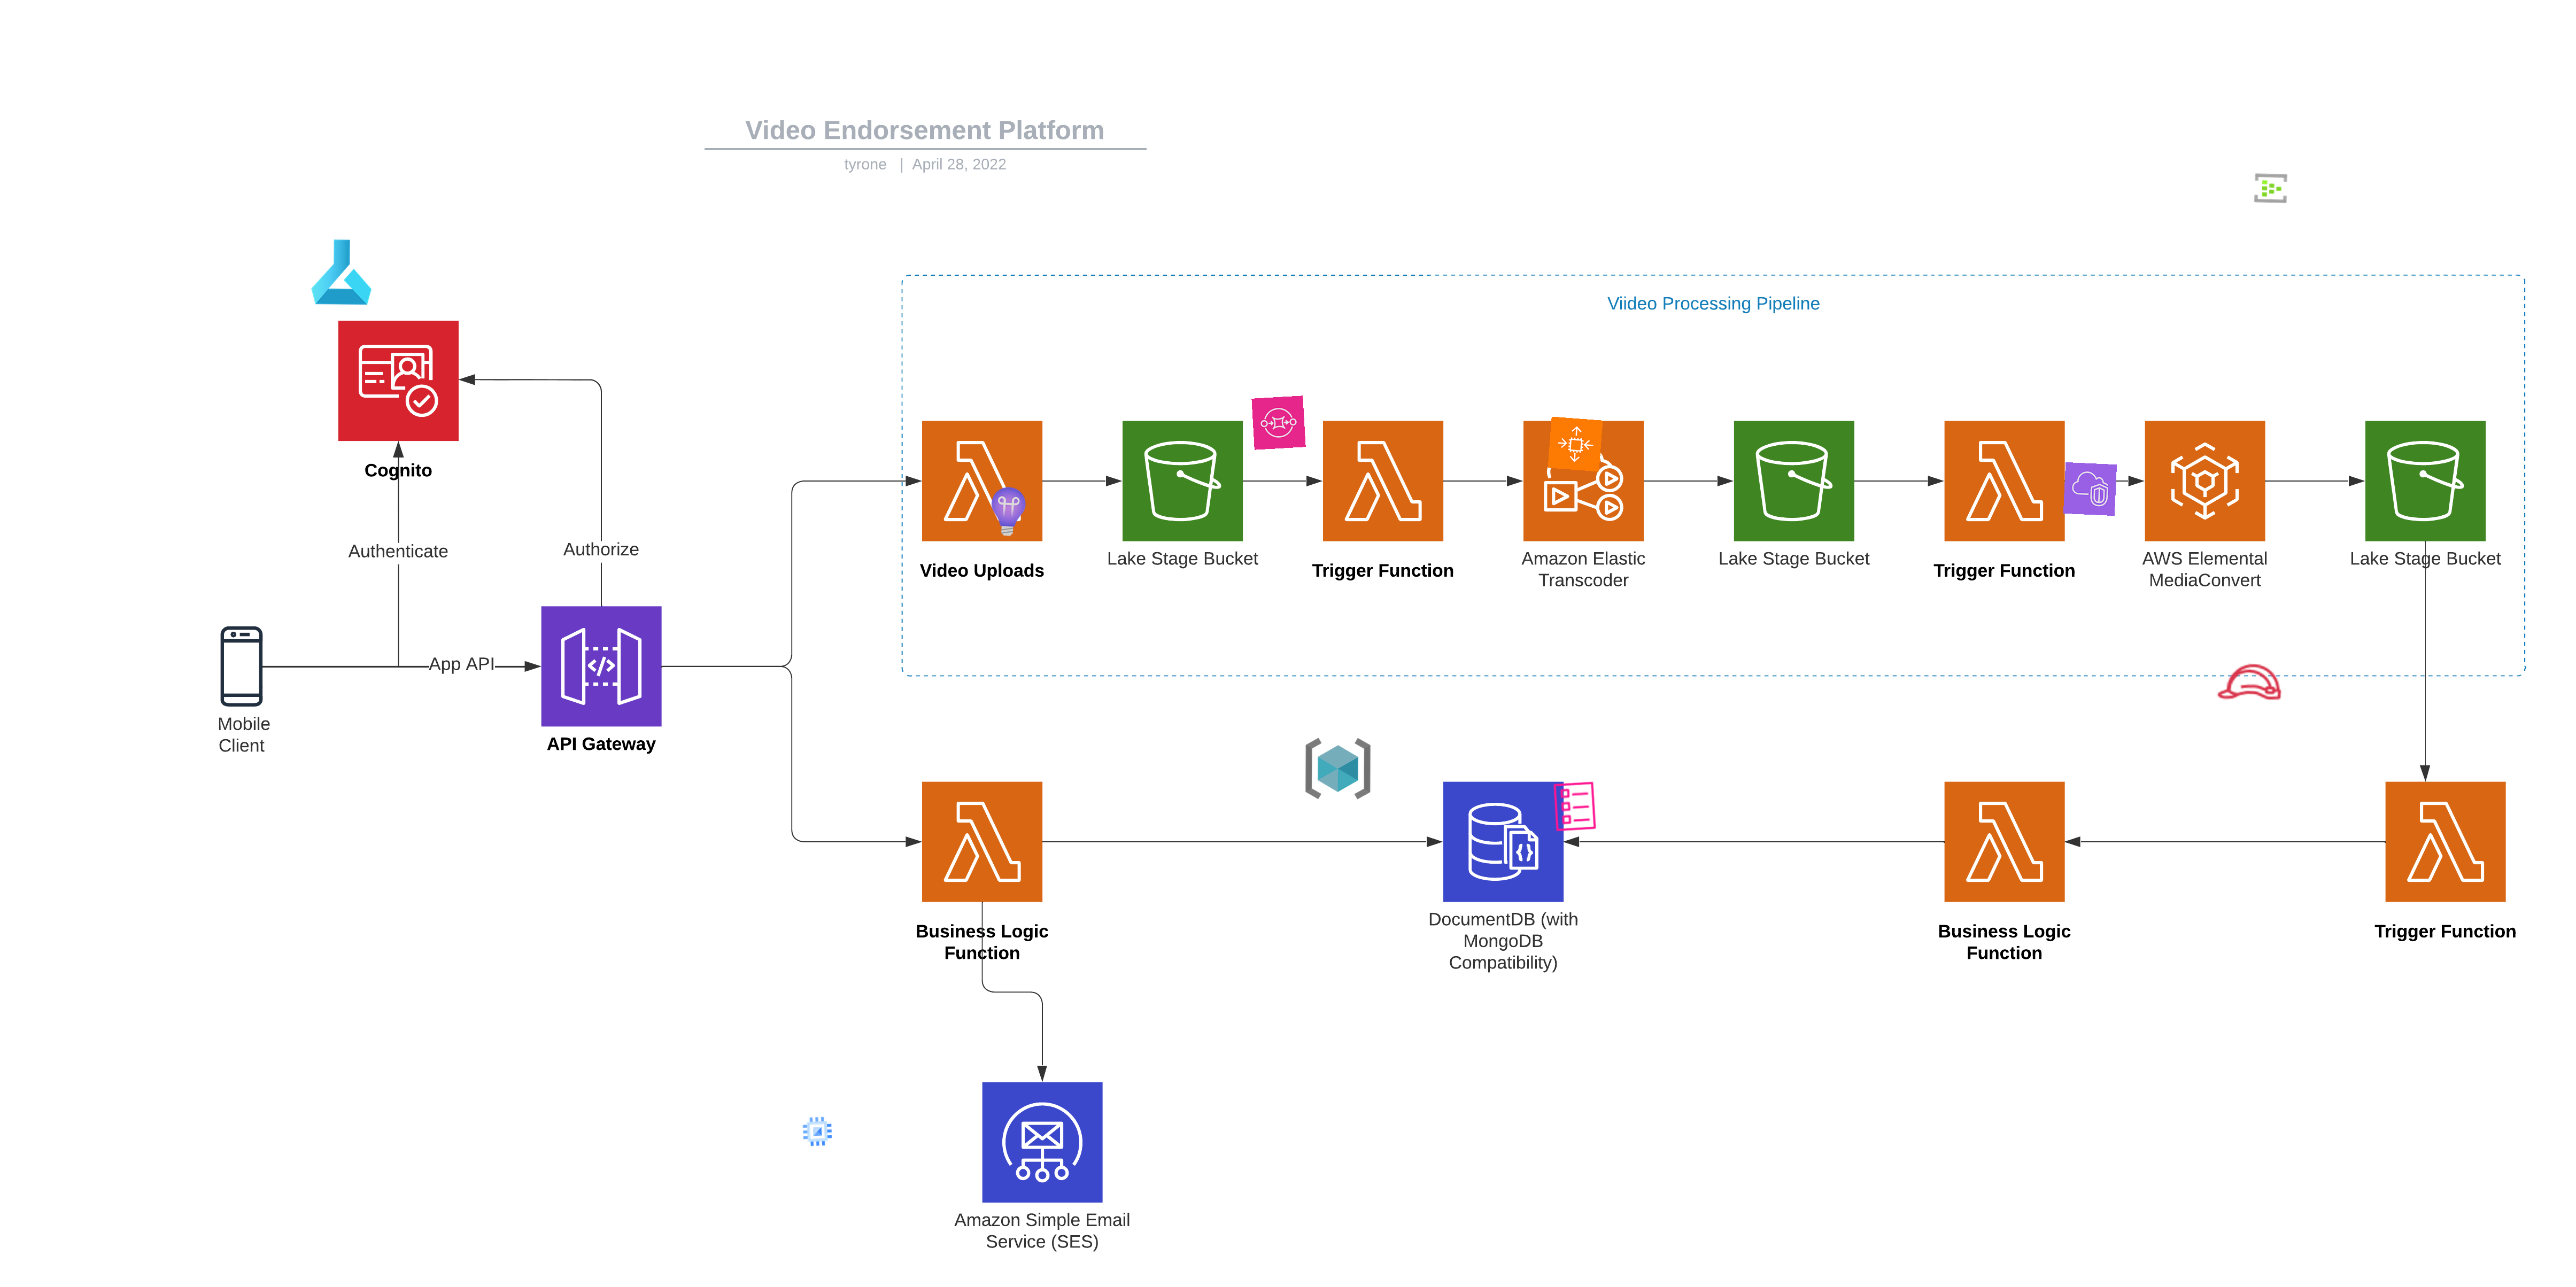 Video Endorsement Platform
tyrone | April 28, 2022
Viideo Processing Pipeline
Cognito
Authenticate
Authorize
App API
Mobile
Client
API Gateway
Video Uploads
Lake Stage Bucket
Trigger Function
Amazon Elastic
Transcoder
Lake Stage Bucket
Trigger Function
AWS Elemental
MediaConvert
Lake Stage Bucket
Business Logic
Function
DocumentDB (with
MongoDB
Compatibility)
Business Logic
Function
Trigger Function
Amazon Simple Email
Service (SES)